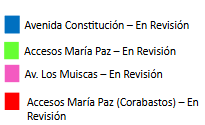 Avenida Constitución – En Revisión
Accesos María Paz – En Revisión
Av. Los Muiscas – En Revisión
Accesos María Paz (Corabastos) – En
Revisión